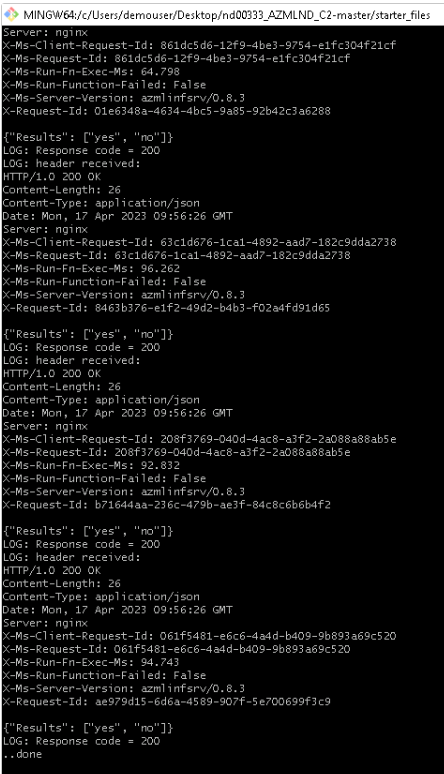 MINGW64:/c/Users/demouser/Desktop/nd00333_AZMLND_C2-master/starter_files
Server: nginx
X-Ms-Client-Request-Id: 861dc5d6-12f9-4be3-9754-e1fc304f21cf
X-Ms-Request-Id: 861dc5d6-12f9-4be3-9754-e1fc304f21cf
X-Ms-Run-Fn-Exec-Ms: 64.798
X-Ms-Run-Function-Failed: False
X-Ms-Server-Version: azmlinfsrv/0.8.3
X-Request-Id: 01e6348a-4634-4bc5-9a85-92b42c3a6288

{"Results": ["yes", "no"]}
LOG: Response code = 200
LOG: header received:
HTTP/1.0 200 OK
Content-Length: 26
Content-Type: application/json
Date: Mon, 17 Apr 2023 09:56:26 GMT
Server: nginx
X-Ms-Client-Request-Id: 63c1d676-1ca1-4892-aad7-182c9dda2738
X-Ms-Request-Id: 63c1d676-1ca1-4892-aad7-182c9dda2738
X-Ms-Run-Fn-Exec-Ms: 96.262
X-Ms-Run-Function-Failed: False
X-Ms-Server-Version: azmlinfsrv/0.8.3
X-Request-Id: 8463b376-e1f2-49d2-b4b3-f02a4fd91d65

{"Results": ["yes", "no"]}
LOG: Response code = 200
LOG: header received:
HTTP/1.0 200 OK
Content-Length: 26
Content-Type: application/json
Date: Mon, 17 Apr 2023 09:56:26 GMT
Server: nginx
X-Ms-Client-Request-Id: 208f3769-040d-4ac8-a3f2-2a088a88ab5e
X-Ms-Request-Id: 208f3769-040d-4ac8-a3f2-2a088a88ab5e
X-Ms-Run-Fn-Exec-Ms: 92.832
X-Ms-Run-Function-Failed: False
X-Ms-Server-Version: azmlinfsrv/0.8.3
X-Request-Id: b71644aa-236c-479b-ae3f-84c8c6b6b4f2

{"Results": ["yes", "no"]}
LOG: Response code = 200
LOG: header received:
HTTP/1.0 200 OK
Content-Length: 26
Content-Type: application/json
Date: Mon, 17 Apr 2023 09:56:26 GMT
Server: nginx
X-Ms-Client-Request-Id: 061f5481-e6c6-4a4d-b409-9b893a69c520
X-Ms-Request-Id: 061f5481-e6c6-4a4d-b409-9b893a69c520
X-Ms-Run-Fn-Exec-Ms: 94.743
X-Ms-Run-Function-Failed: False
X-Ms-Server-Version: azmlinfsrv/0.8.3
X-Request-Id: ae979d15-6d6a-4589-907f-5e700699f3c9

{"Results": ["yes", "no"]}
LOG: Response code = 200
..done